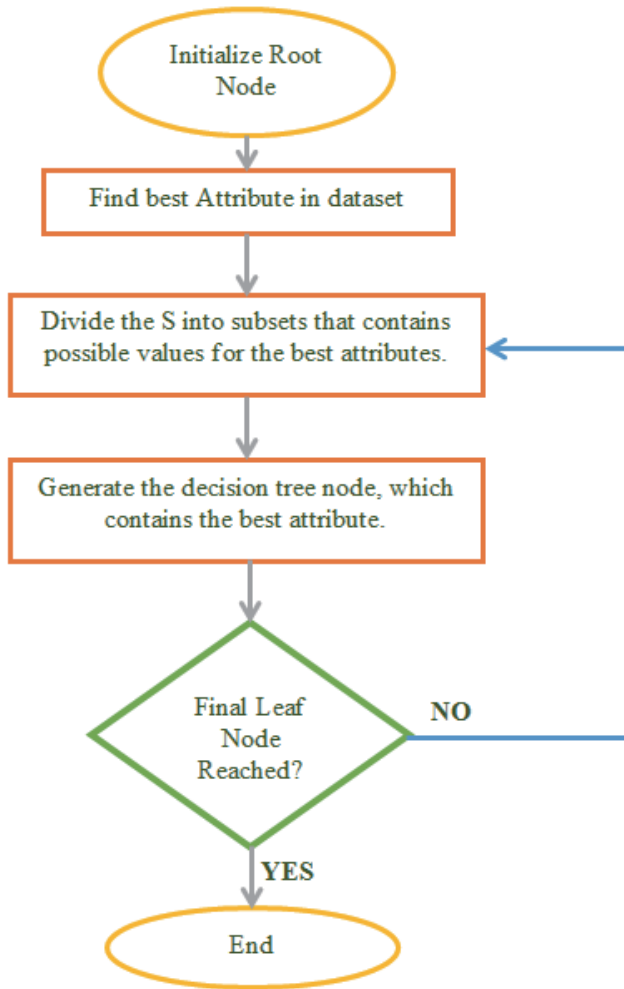 Initialize Root
Node
Find best Attribute in dataset
Divide the S into subsets that contains
possible values for the best attributes.
Generate the decision tree node, which
contains the best attribute.
Final Leaf
Node
Reached?
NO
YES
End